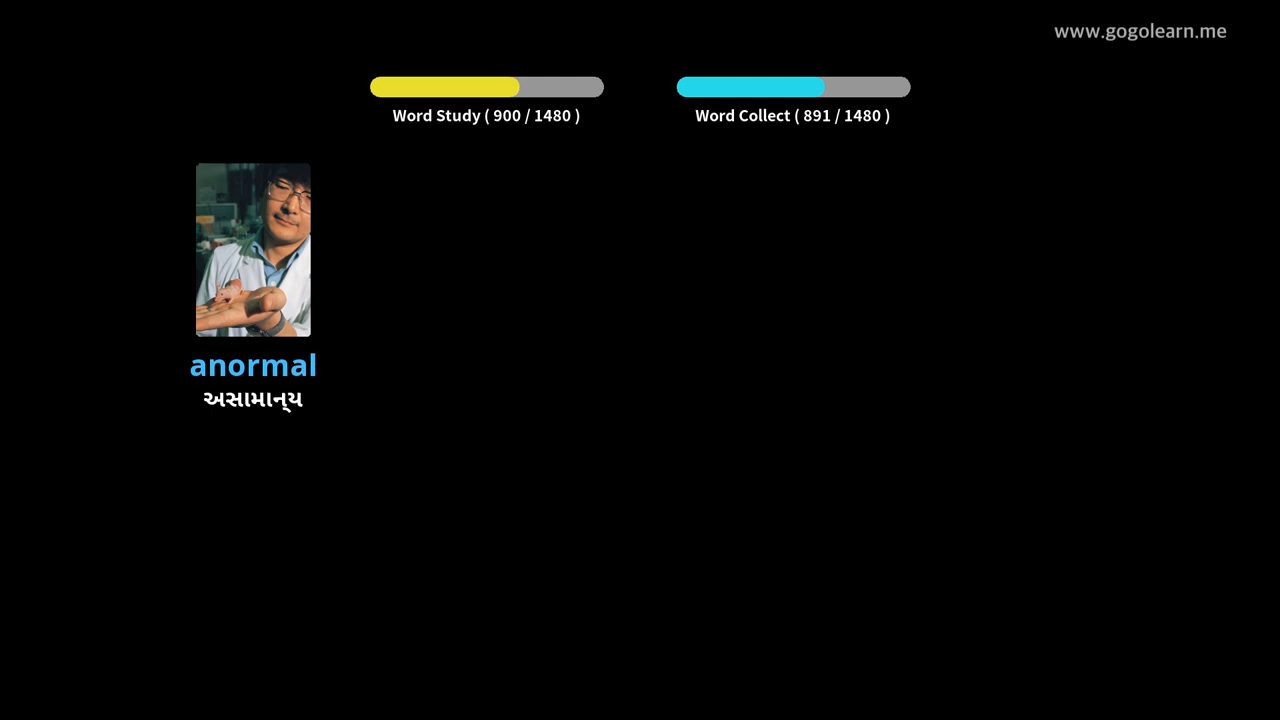 www.gogolearn.me
Word Study ( 900 / 1480 )
Word Collect ( 891 / 1480 )
anormal
અસામાન્ય